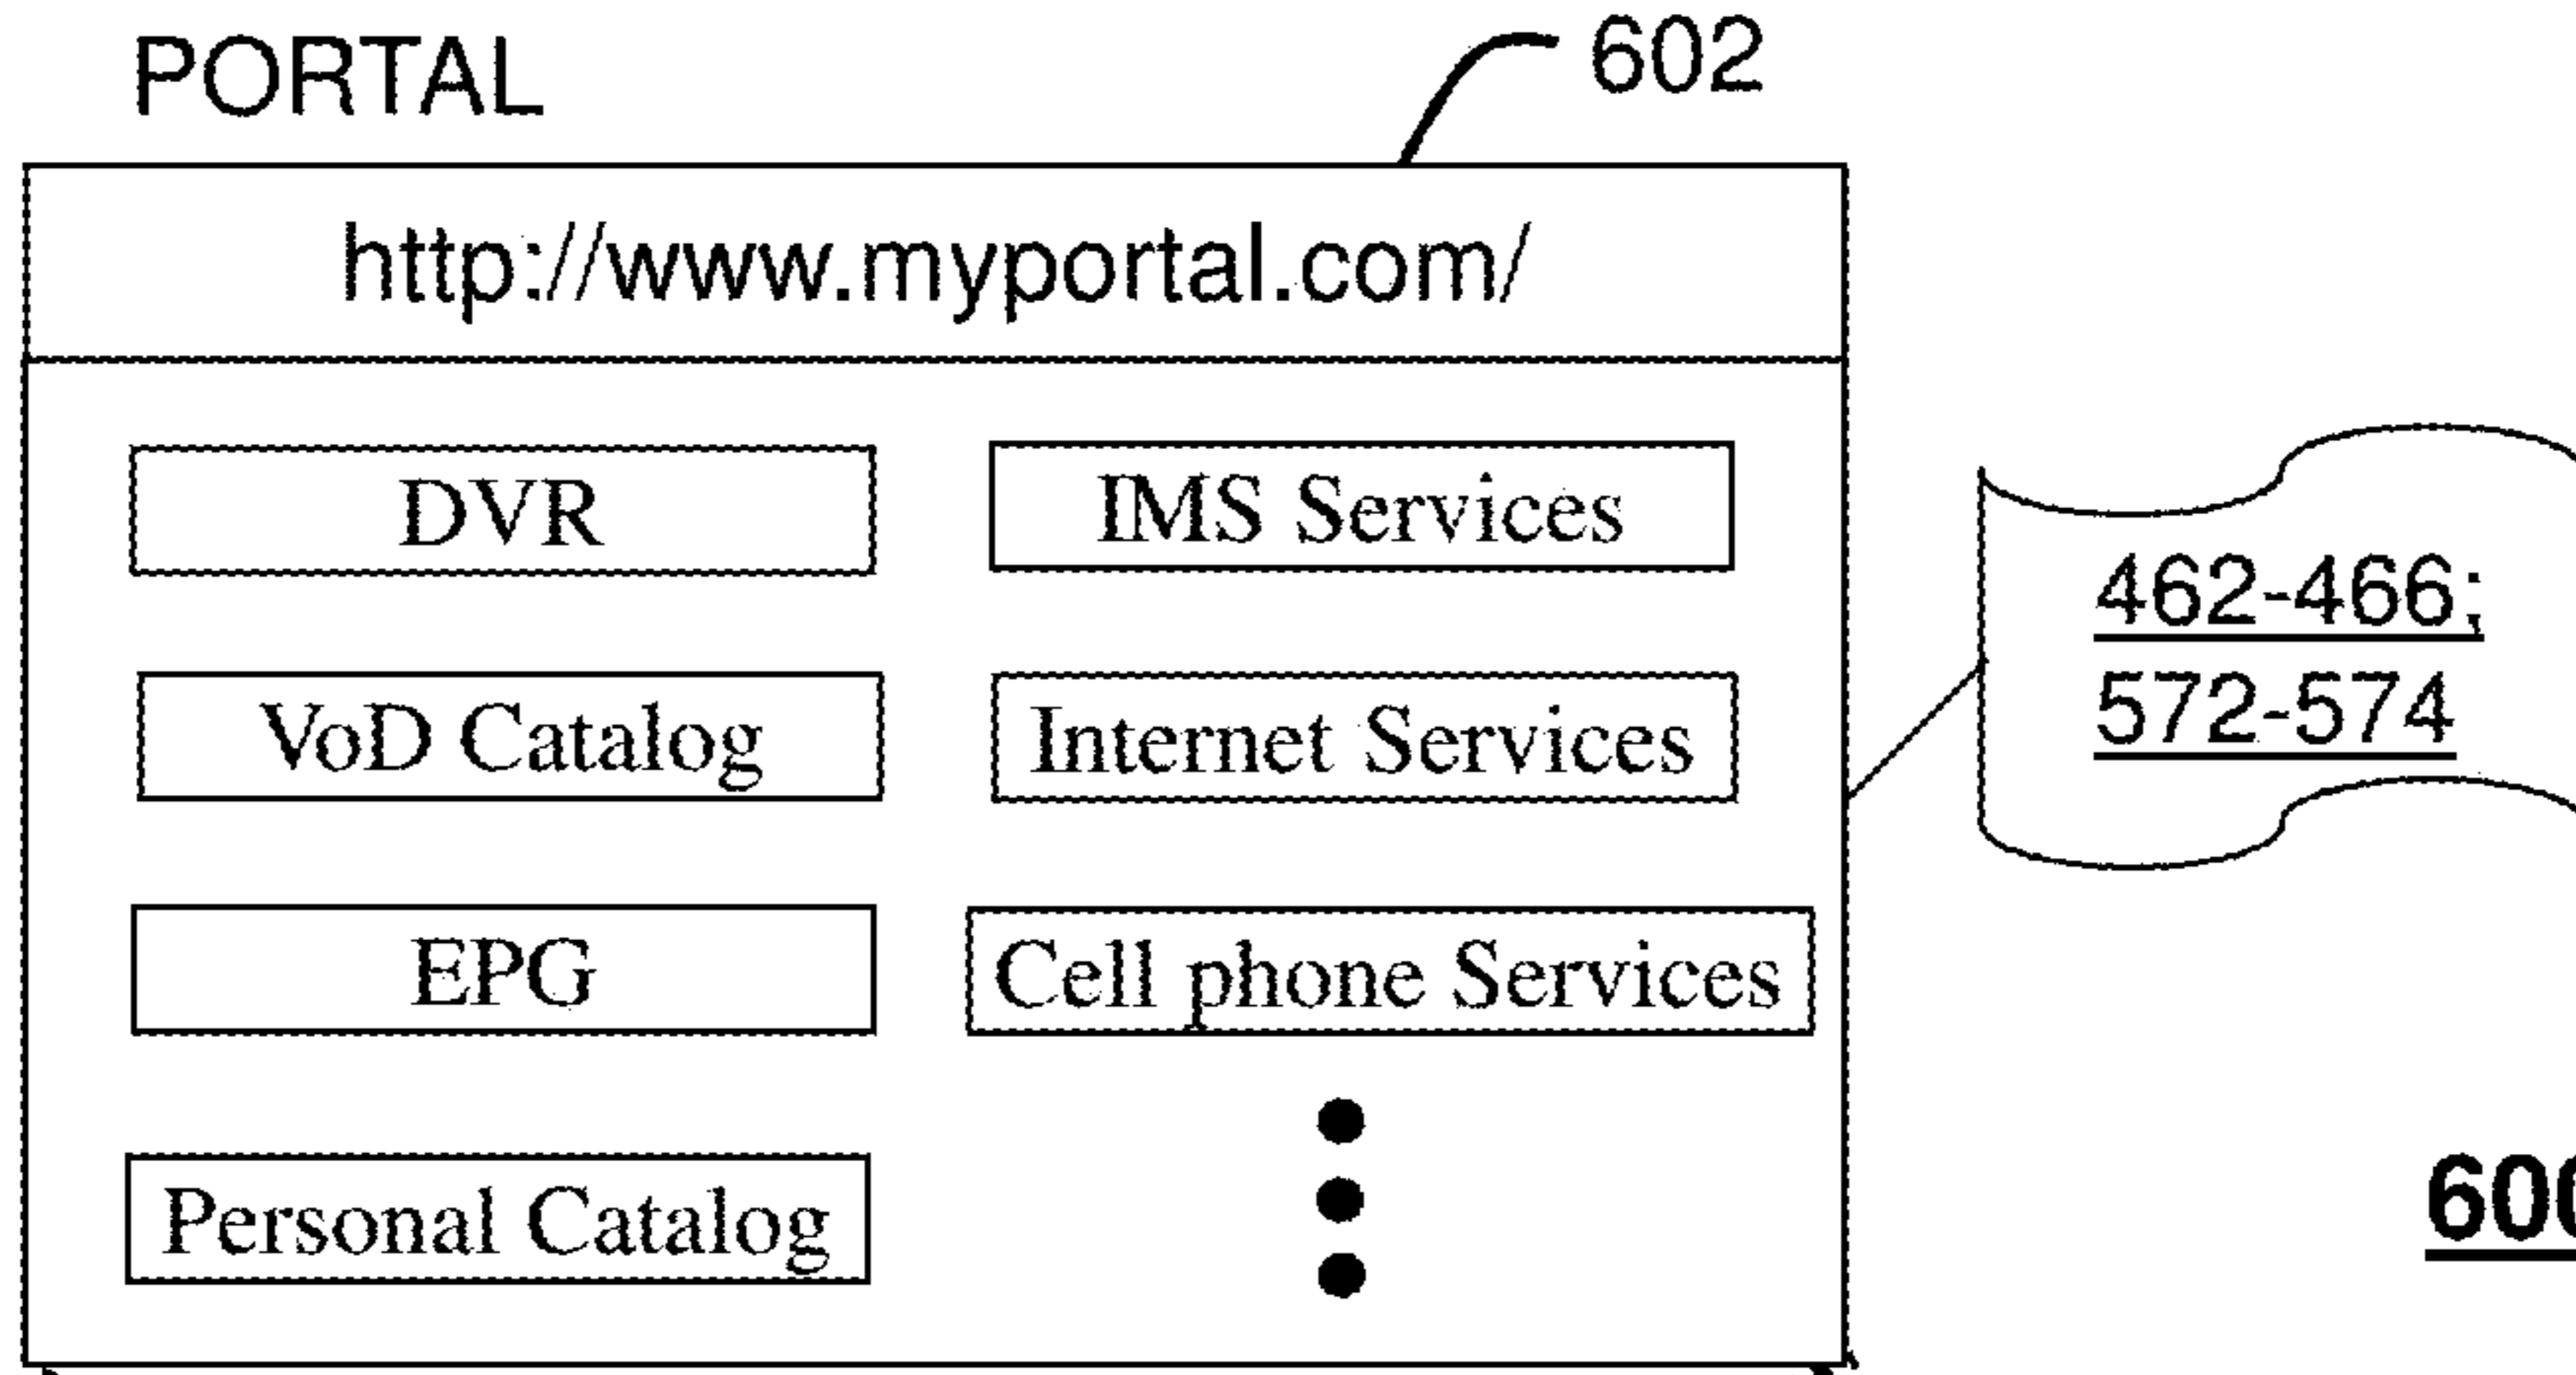 PORTAL
602
http://www.myportal.com/
DVR
IMS Services
VoD Catalog
Internet Services
EPG
Cell phone Services
Personal Catalog
462-466;
572-574